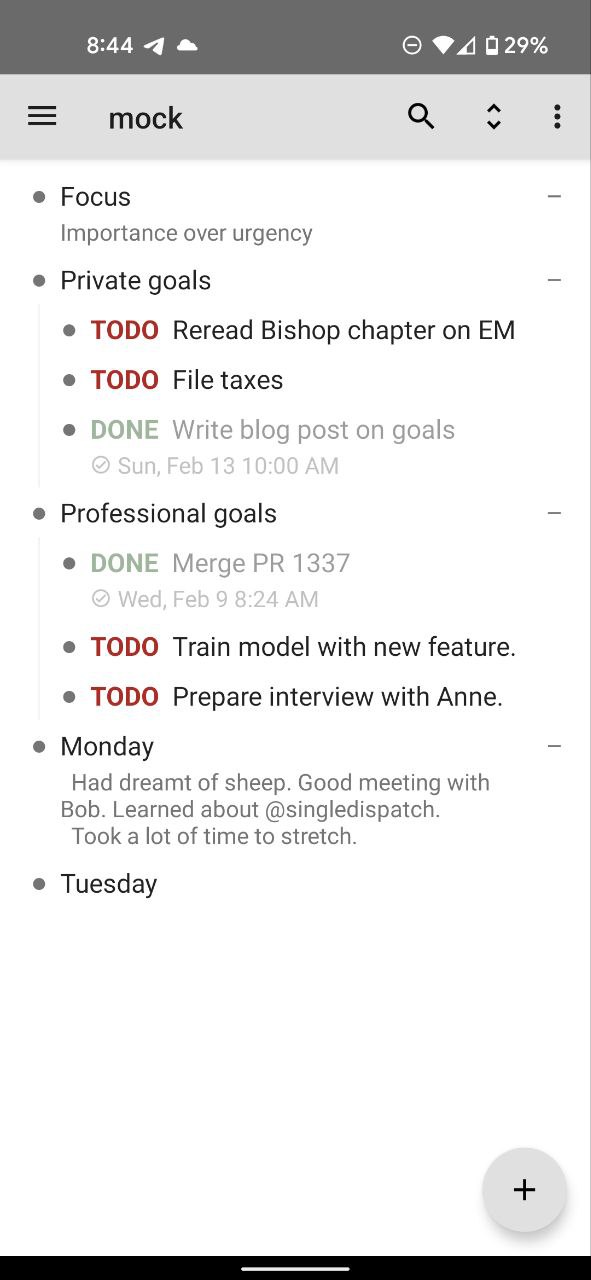 8:44 29%
mock
Focus
Importance over urgency
Private goals
TODO Reread Bishop chapter on EM
TODO File taxes
DONE Write blog post on goals
Sun, Feb 13 10:00 AM
Professional goals
DONE Merge PR 1337
Wed, Feb 9 8:24 AM
TODO Train model with new feature.
TODO Prepare interview with Anne.
Monday
Had dreamt of sheep. Good meeting with
Bob. Learned about @singledispatch.
Took a lot of time to stretch.
Tuesday